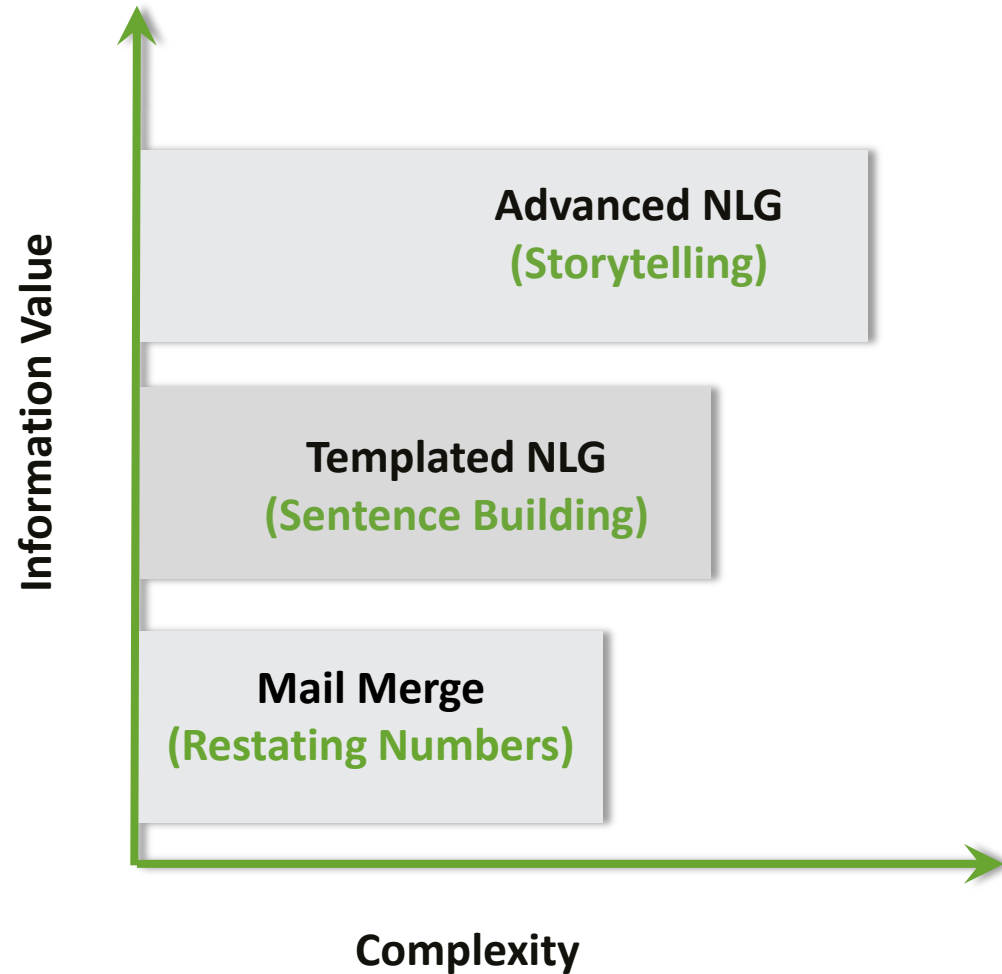 Information Value
Advanced NLG
(Storytelling)
Templated NLG
(Sentence Building)
Mail Merge
(Restating Numbers)
Complexity